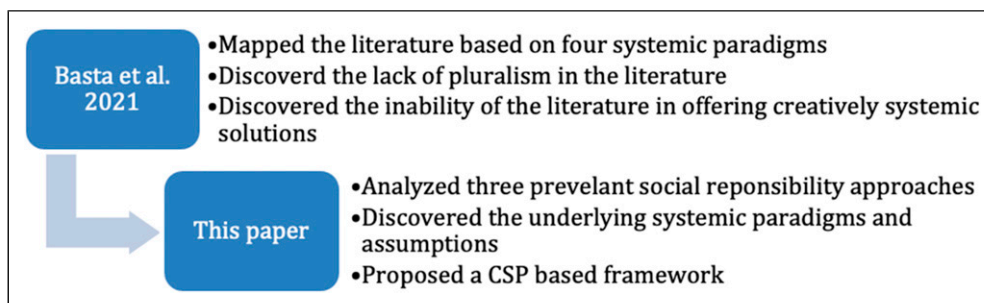 Basta et al.
2021
•Mapped the literature based on four systemic paradigms
•Discoverd the lack of pluralism in the literature
•Discovered the inability of the literature in offering creatively systemic
solutions
This paper
•Analyzed three prevelant social reponsibility approaches
•Discovered the underlying systemic paradigms and
assumptions
•Proposed a CSP based framework